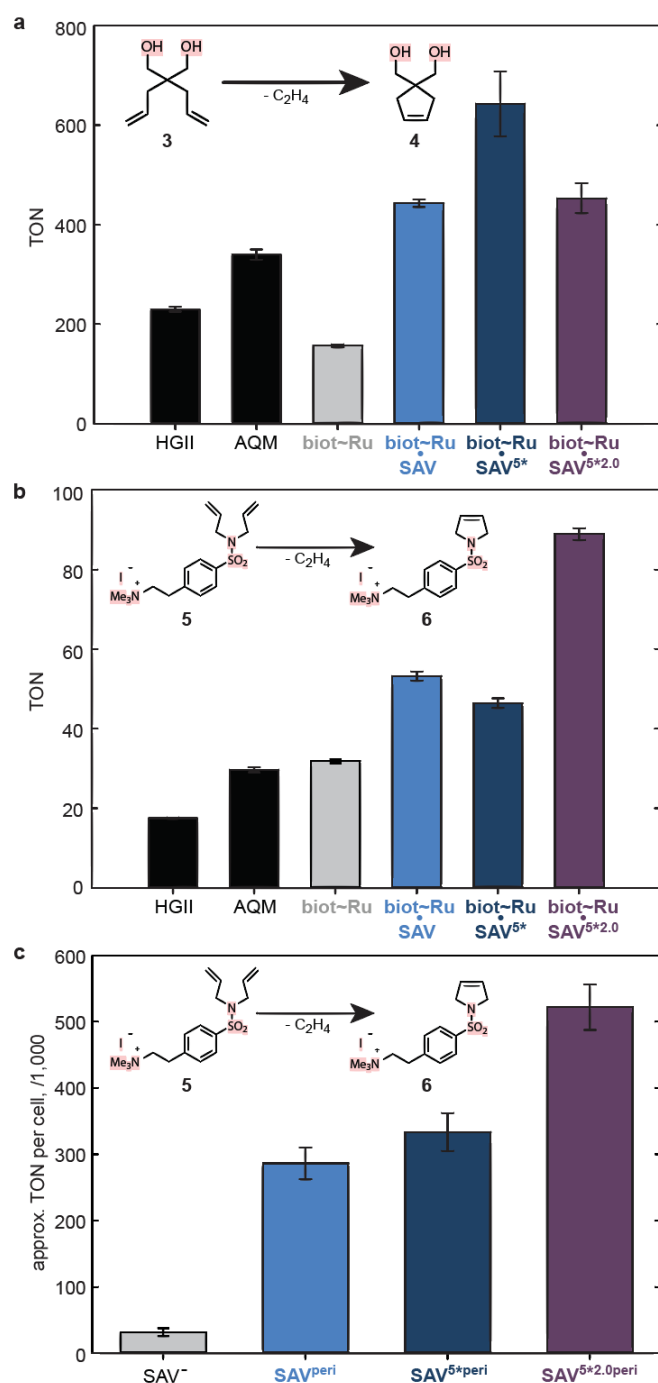 a
800
OH OH
OH OH
- C₂H₄
3
4
600
TON
400
200
0
HGII
AQM
biot~Ru
biot~Ru
•
SAV
biot~Ru
•
SAV⁵*
biot~Ru
•
SAV⁵*²·⁰
b
100
N
SO₂
I⁻
Me₃N⁺
5
- C₂H₄
N
SO₂
I⁻
Me₃N⁺
6
80
60
TON
40
20
0
HGII
AQM
biot~Ru
biot~Ru
•
SAV
biot~Ru
•
SAV⁵*
biot~Ru
•
SAV⁵*²·⁰
c
600
N
SO₂
I⁻
Me₃N⁺
5
- C₂H₄
N
SO₂
I⁻
Me₃N⁺
6
500
400
approx. TON per cell, /1,000
300
200
100
0
SAV⁻
SAVᵖᵉʳⁱ
SAV⁵*ᵖᵉʳⁱ
SAV⁵*²·⁰ᵖᵉʳⁱ